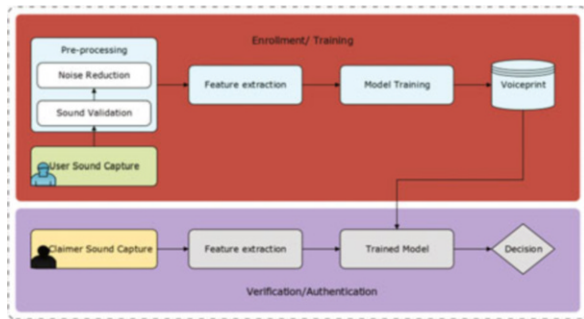 Enrollment/ Training
Pre-processing
Noise Reduction
Sound Validation
User Sound Capture
Feature extraction
Model Training
Voiceprint
Claimer Sound Capture
Feature extraction
Trained Model
Decision
Verification/Authentication